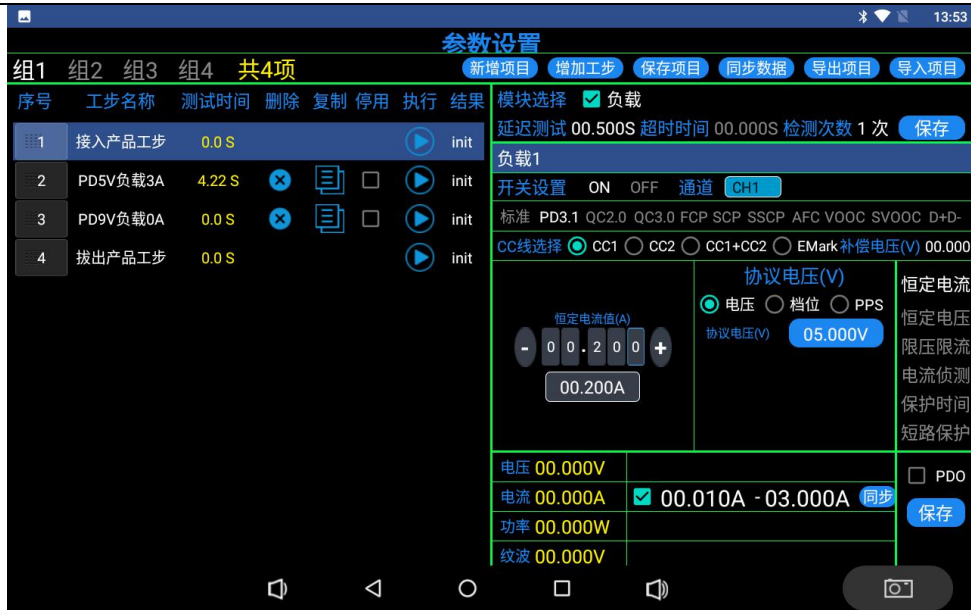 13:53
参数设置
组1 组2 组3 组4 共4项 新增项目 增加工步 保存项目 同步数据 导出项目 导入项目
序号 工步名称 测试时间 删除 复制 停用 执行 结果
1 接入产品工步 0.0 S init
2 PD5V负载3A 4.22 S init
3 PD9V负载0A 0.0 S init
4 拔出产品工步 0.0 S init
模块选择 负载
延迟测试 00.500S 超时时间 00.000S 检测次数 1 次 保存
负载1
开关设置 ON OFF 通道 CH1
标准 PD3.1 QC2.0 QC3.0 FCP SCP SSCP AFC VOOC SVOOC D+D-
CC线选择 CC1 CC2 CC1+CC2 EMark 补偿电压(V) 00.000
恒定电流值(A)
- 0 0 . 2 0 0 +
00.200A
协议电压(V)
电压 档位 PPS
协议电压(V) 05.000V
恒定电流
恒定电压
限压限流
电流侦测
保护时间
短路保护
电压 00.000V
电流 00.000A 00.010A - 03.000A 同步
功率 00.000W
纹波 00.000V
PDO
保存